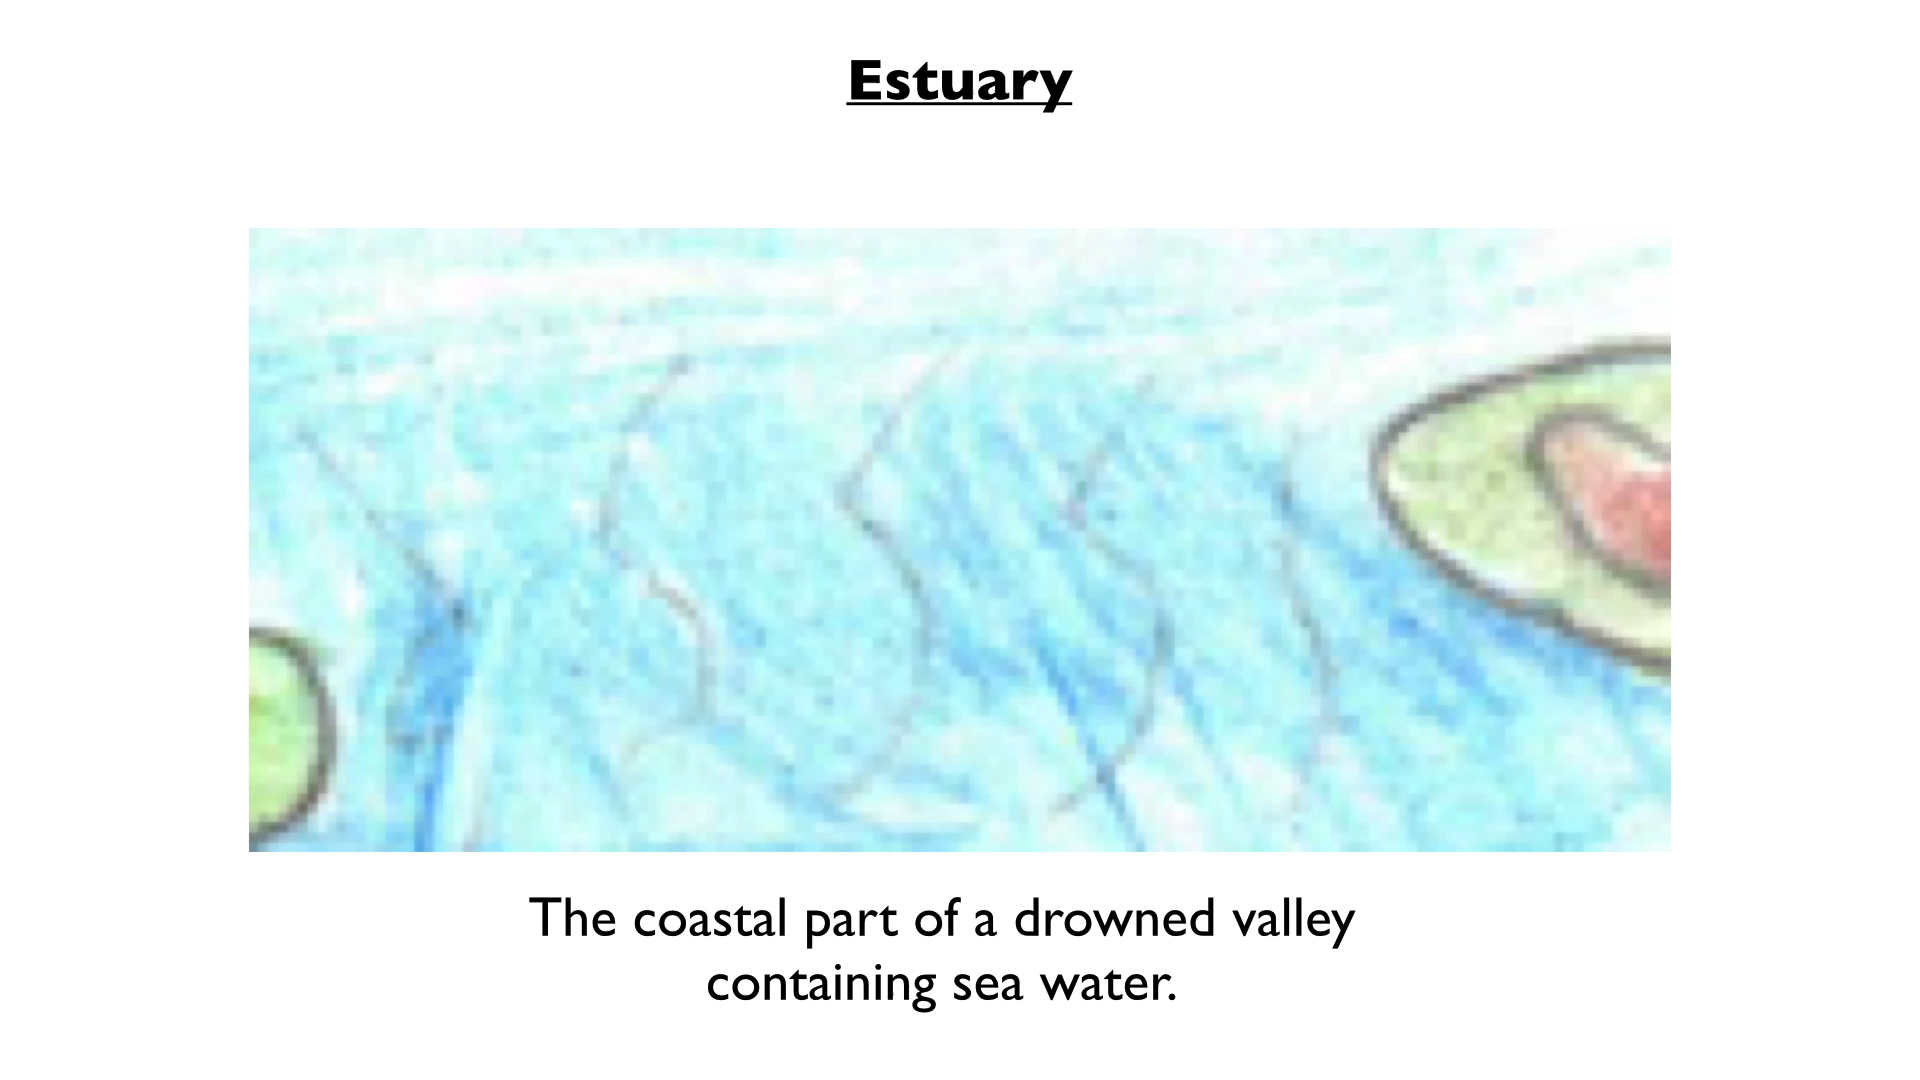 Estuary
The coastal part of a drowned valley
containing sea water.